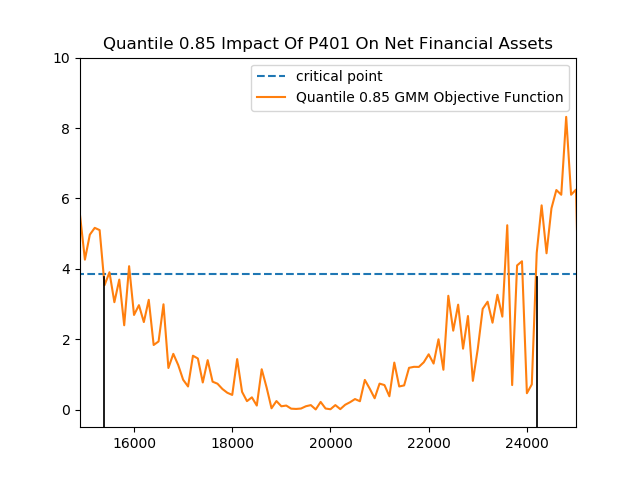 Quantile 0.85 Impact Of P401 On Net Financial Assets
critical point
Quantile 0.85 GMM Objective Function
10
8
6
4
2
0
16000 18000 20000 22000 24000